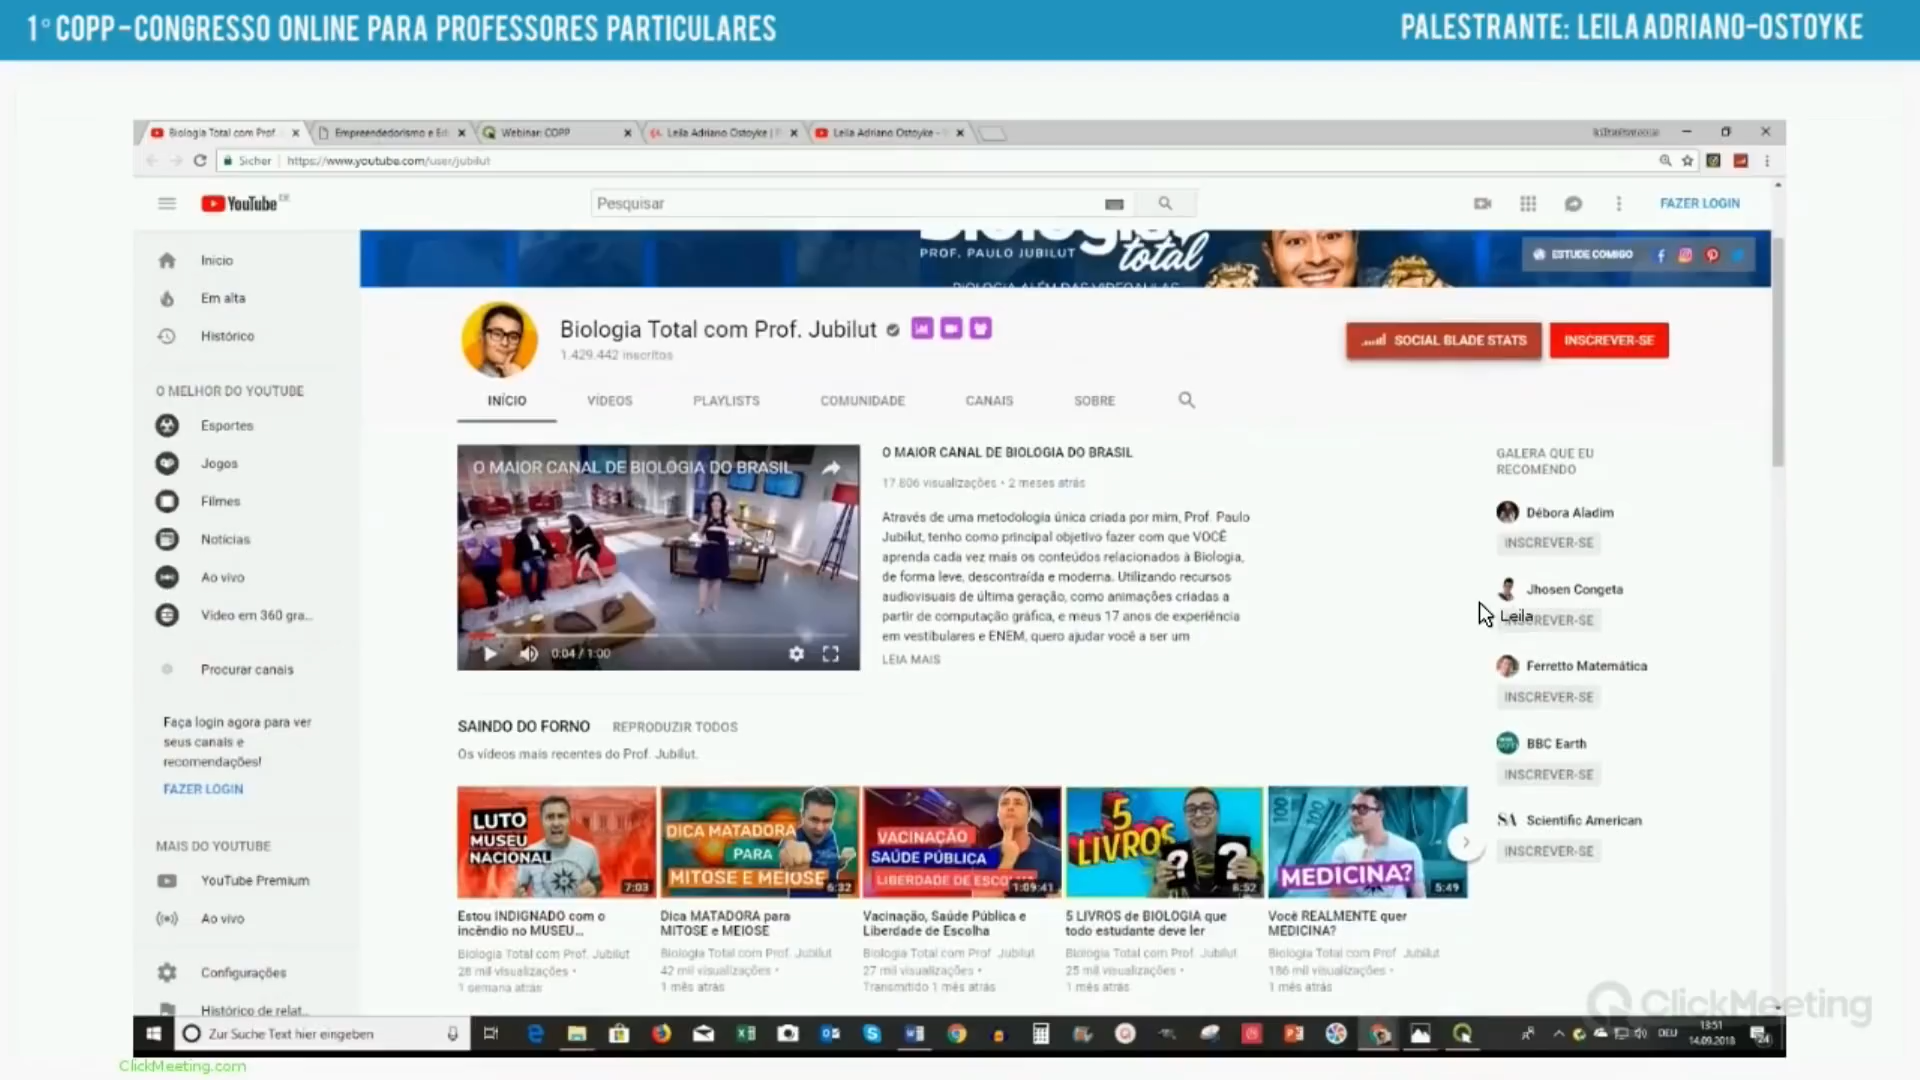 1º COPP-CONGRESSO ONLINE PARA PROFESSORES PARTICULARES
PALESTRANTE: LEILA ADRIANO-OSTOYKE
Biologia Total com Prof.
Empreendedorismo e Ed
Webinar: COPP
Leila Adriano Ostoyke |
Leila Adriano Ostoyke -
Sicher
https://www.youtube.com/user/jubilut
YouTube
Pesquisar
FAZER LOGIN
Início
Em alta
Histórico
O MELHOR DO YOUTUBE
Esportes
Jogos
Filmes
Notícias
Ao vivo
Vídeo em 360 gra...
Procurar canais
Faça login agora para ver
seus canais e
recomendações!
FAZER LOGIN
MAIS DO YOUTUBE
YouTube Premium
Ao vivo
Configurações
Histórico de relat...
PROF. PAULO JUBILUT
total
ESTUDE COMIGO
Biologia Total com Prof. Jubilut
1.429.442 inscritos
SOCIAL BLADE STATS
INSCREVER-SE
INÍCIO
VÍDEOS
PLAYLISTS
COMUNIDADE
CANAIS
SOBRE
O MAIOR CANAL DE BIOLOGIA DO BRASIL
0:04 / 1:00
O MAIOR CANAL DE BIOLOGIA DO BRASIL
17.806 visualizações • 2 meses atrás
Através de uma metodologia única criada por mim, Prof. Paulo
Jubilut, tenho como principal objetivo fazer com que VOCÊ
aprenda cada vez mais os conteúdos relacionados à Biologia,
de forma leve, descontraída e moderna. Utilizando recursos
audiovisuais de última geração, como animações criadas a
partir de computação gráfica, e meus 17 anos de experiência
em vestibulares e ENEM, quero ajudar você a ser um
LEIA MAIS
GALERA QUE EU
RECOMENDO
Débora Aladim
INSCREVER-SE
Jhosen Congeta
Leila
INSCREVER-SE
Ferretto Matemática
INSCREVER-SE
BBC Earth
INSCREVER-SE
SA
Scientific American
INSCREVER-SE
SAINDO DO FORNO
REPRODUZIR TODOS
Os vídeos mais recentes do Prof. Jubilut.
LUTO
MUSEU
NACIONAL
7:03
Estou INDIGNADO com o
incêndio no MUSEU...
Biologia Total com Prof. Jubilut
28 mil visualizações •
1 semana atrás
DICA MATADORA
PARA
MITOSE E MEIOSE
6:32
Dica MATADORA para
MITOSE e MEIOSE
Biologia Total com Prof. Jubilut
42 mil visualizações •
1 mês atrás
VACINAÇÃO
SAÚDE PÚBLICA
LIBERDADE DE ESCO
1:09:41
Vacinação, Saúde Pública e
Liberdade de Escolha
Biologia Total com Prof. Jubilut
27 mil visualizações •
Transmitido 1 mês atrás
5
LIVROS
? ?
8:52
5 LIVROS de BIOLOGIA que
todo estudante deve ler
Biologia Total com Prof. Jubilut
25 mil visualizações •
1 mês atrás
100
MEDICINA?
5:49
Você REALMENTE quer
MEDICINA?
Biologia Total com Prof. Jubilut
186 mil visualizações •
1 mês atrás
ClickMeeting
Zur Suche Text hier eingeben
DEU
13:51
14.09.2018
24
ClickMeeting.com